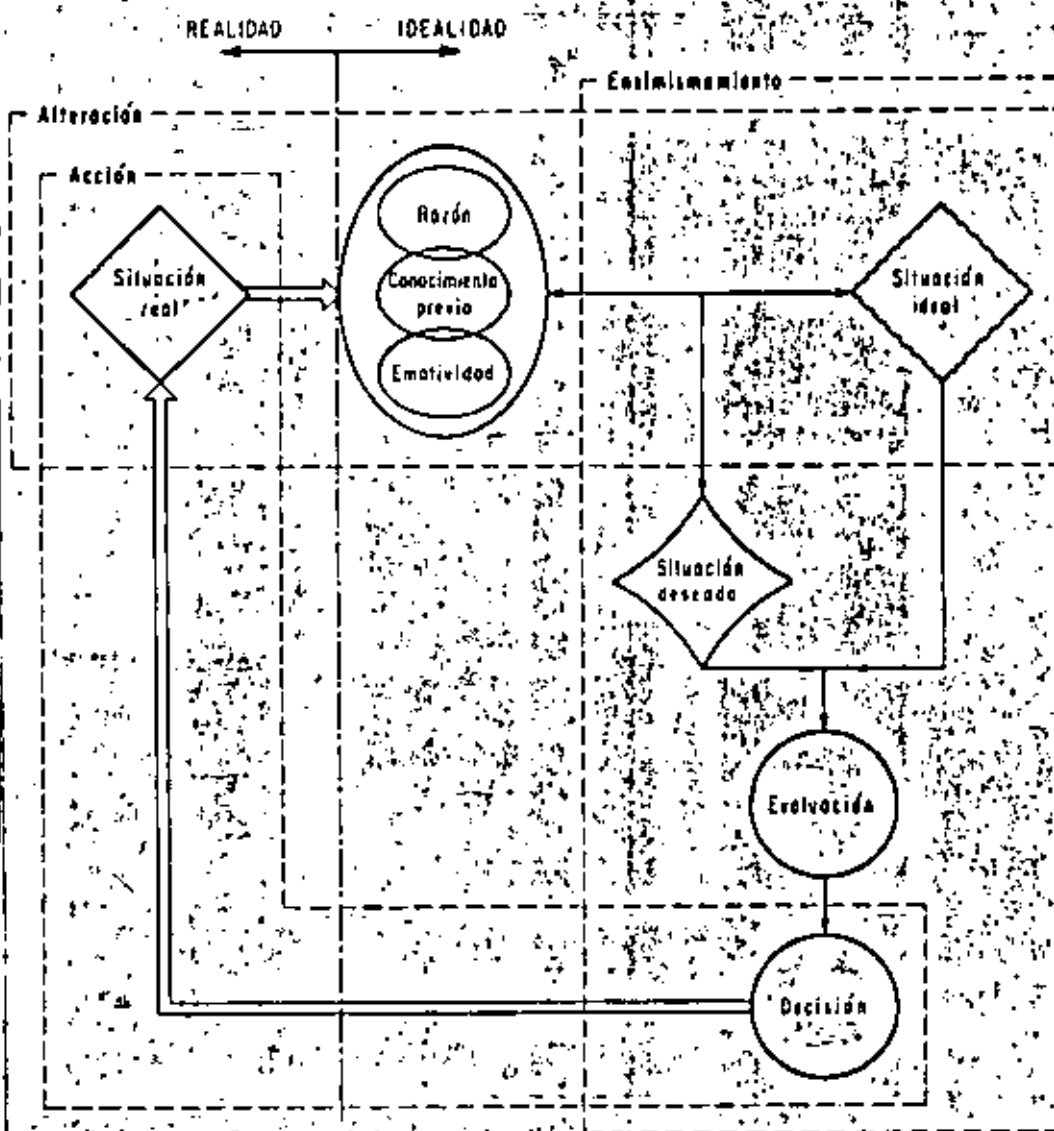 REALIDAD IDEALIDAD
Ensimismamiento
Alteración
Acción
Razón
Situación
real
Conocimiento
previo
Situación
ideal
Emotividad
Situación
deseada
Evaluación
Decisión